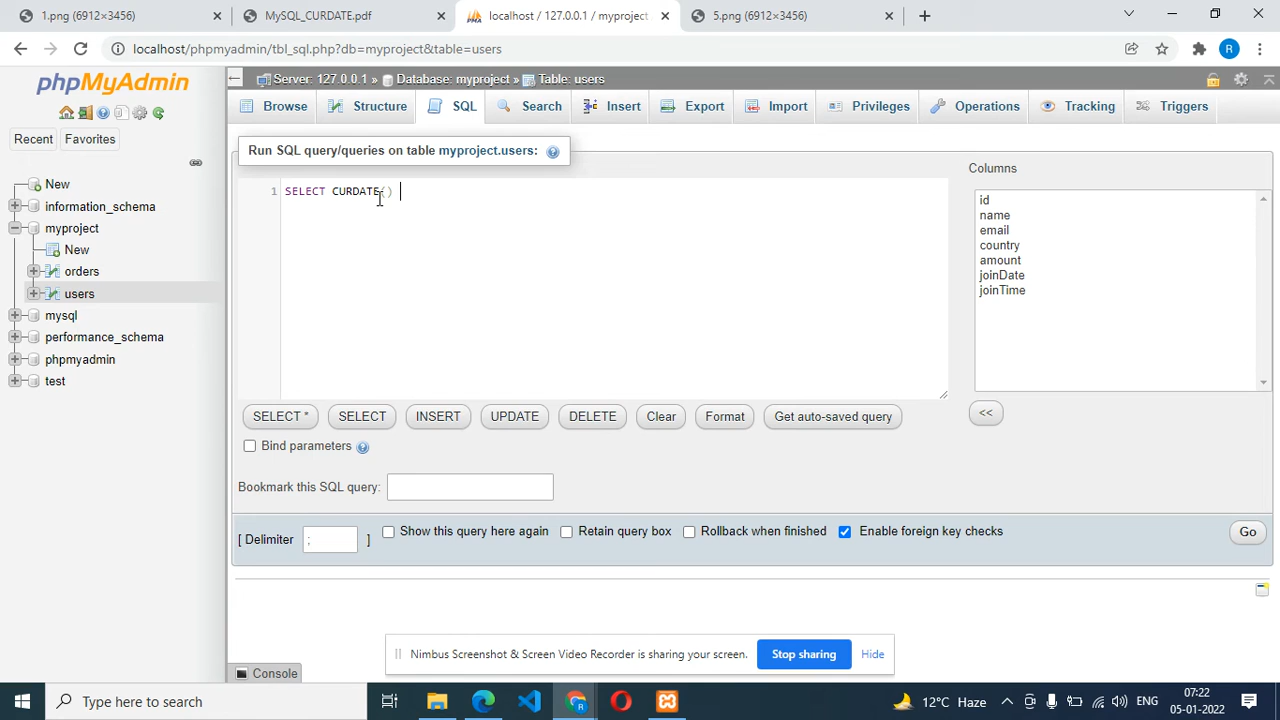 1.png (6912×3456)
MySQL_CURDATE.pdf
localhost / 127.0.0.1 / myproject
5.png (6912×3456)
localhost/phpmyadmin/tbl_sql.php?db=myproject&table=users
R
phpMyAdmin
Recent
Favorites
New
information_schema
myproject
New
orders
users
mysql
performance_schema
phpmyadmin
test
Server: 127.0.0.1 » Database: myproject » Table: users
Browse
Structure
SQL
Search
Insert
Export
Import
Privileges
Operations
Tracking
Triggers
Run SQL query/queries on table myproject.users:
1 SELECT CURDATE()
Columns
id
name
email
country
amount
joinDate
joinTime
SELECT *
SELECT
INSERT
UPDATE
DELETE
Clear
Format
Get auto-saved query
<<
Bind parameters
Bookmark this SQL query:
[ Delimiter ; ]
Show this query here again
Retain query box
Rollback when finished
Enable foreign key checks
Go
Nimbus Screenshot & Screen Video Recorder is sharing your screen.
Stop sharing
Hide
Console
Type here to search
12°C Haze
ENG
07:22
05-01-2022